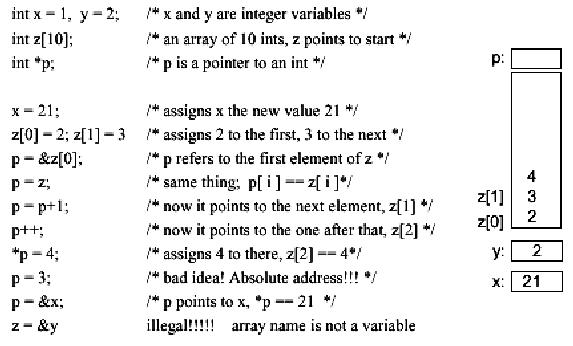 int x = 1, y = 2; /* x and y are integer variables */
int z[10]; /* an array of 10 ints, z points to start */
int *p; /* p is a pointer to an int */
x = 21; /* assigns x the new value 21 */
z[0] = 2; z[1] = 3 /* assigns 2 to the first, 3 to the next */
p = &z[0]; /* p refers to the first element of z */
p = z; /* same thing; p[ i ] == z[ i ]*/
p = p+1; /* now it points to the next element, z[1] */
p++; /* now it points to the one after that, z[2] */
*p = 4; /* assigns 4 to there, z[2] == 4*/
p = 3; /* bad idea! Absolute address!!! */
p = &x; /* p points to x, *p == 21 */
z = &y illegal!!!!! array name is not a variable
p:
4
z[1] 3
z[0] 2
y: 2
x: 21